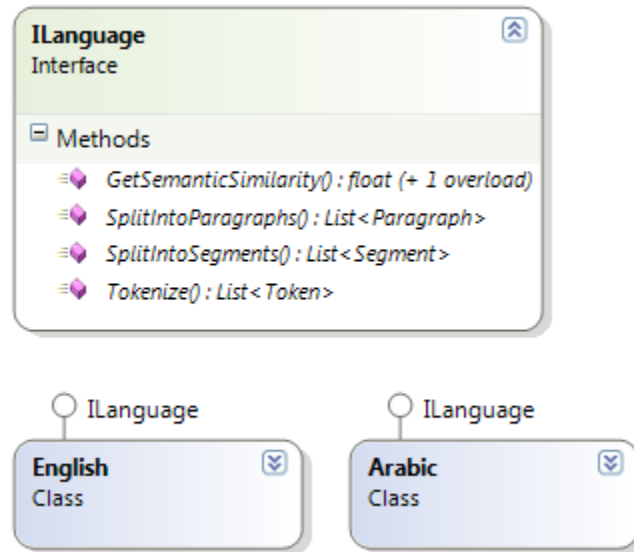 ILanguage
Interface
Methods
GetSemanticSimilarity() : float (+ 1 overload)
SplitIntoParagraphs() : List<Paragraph>
SplitIntoSegments() : List<Segment>
Tokenize() : List<Token>
ILanguage
ILanguage
English
Class
Arabic
Class